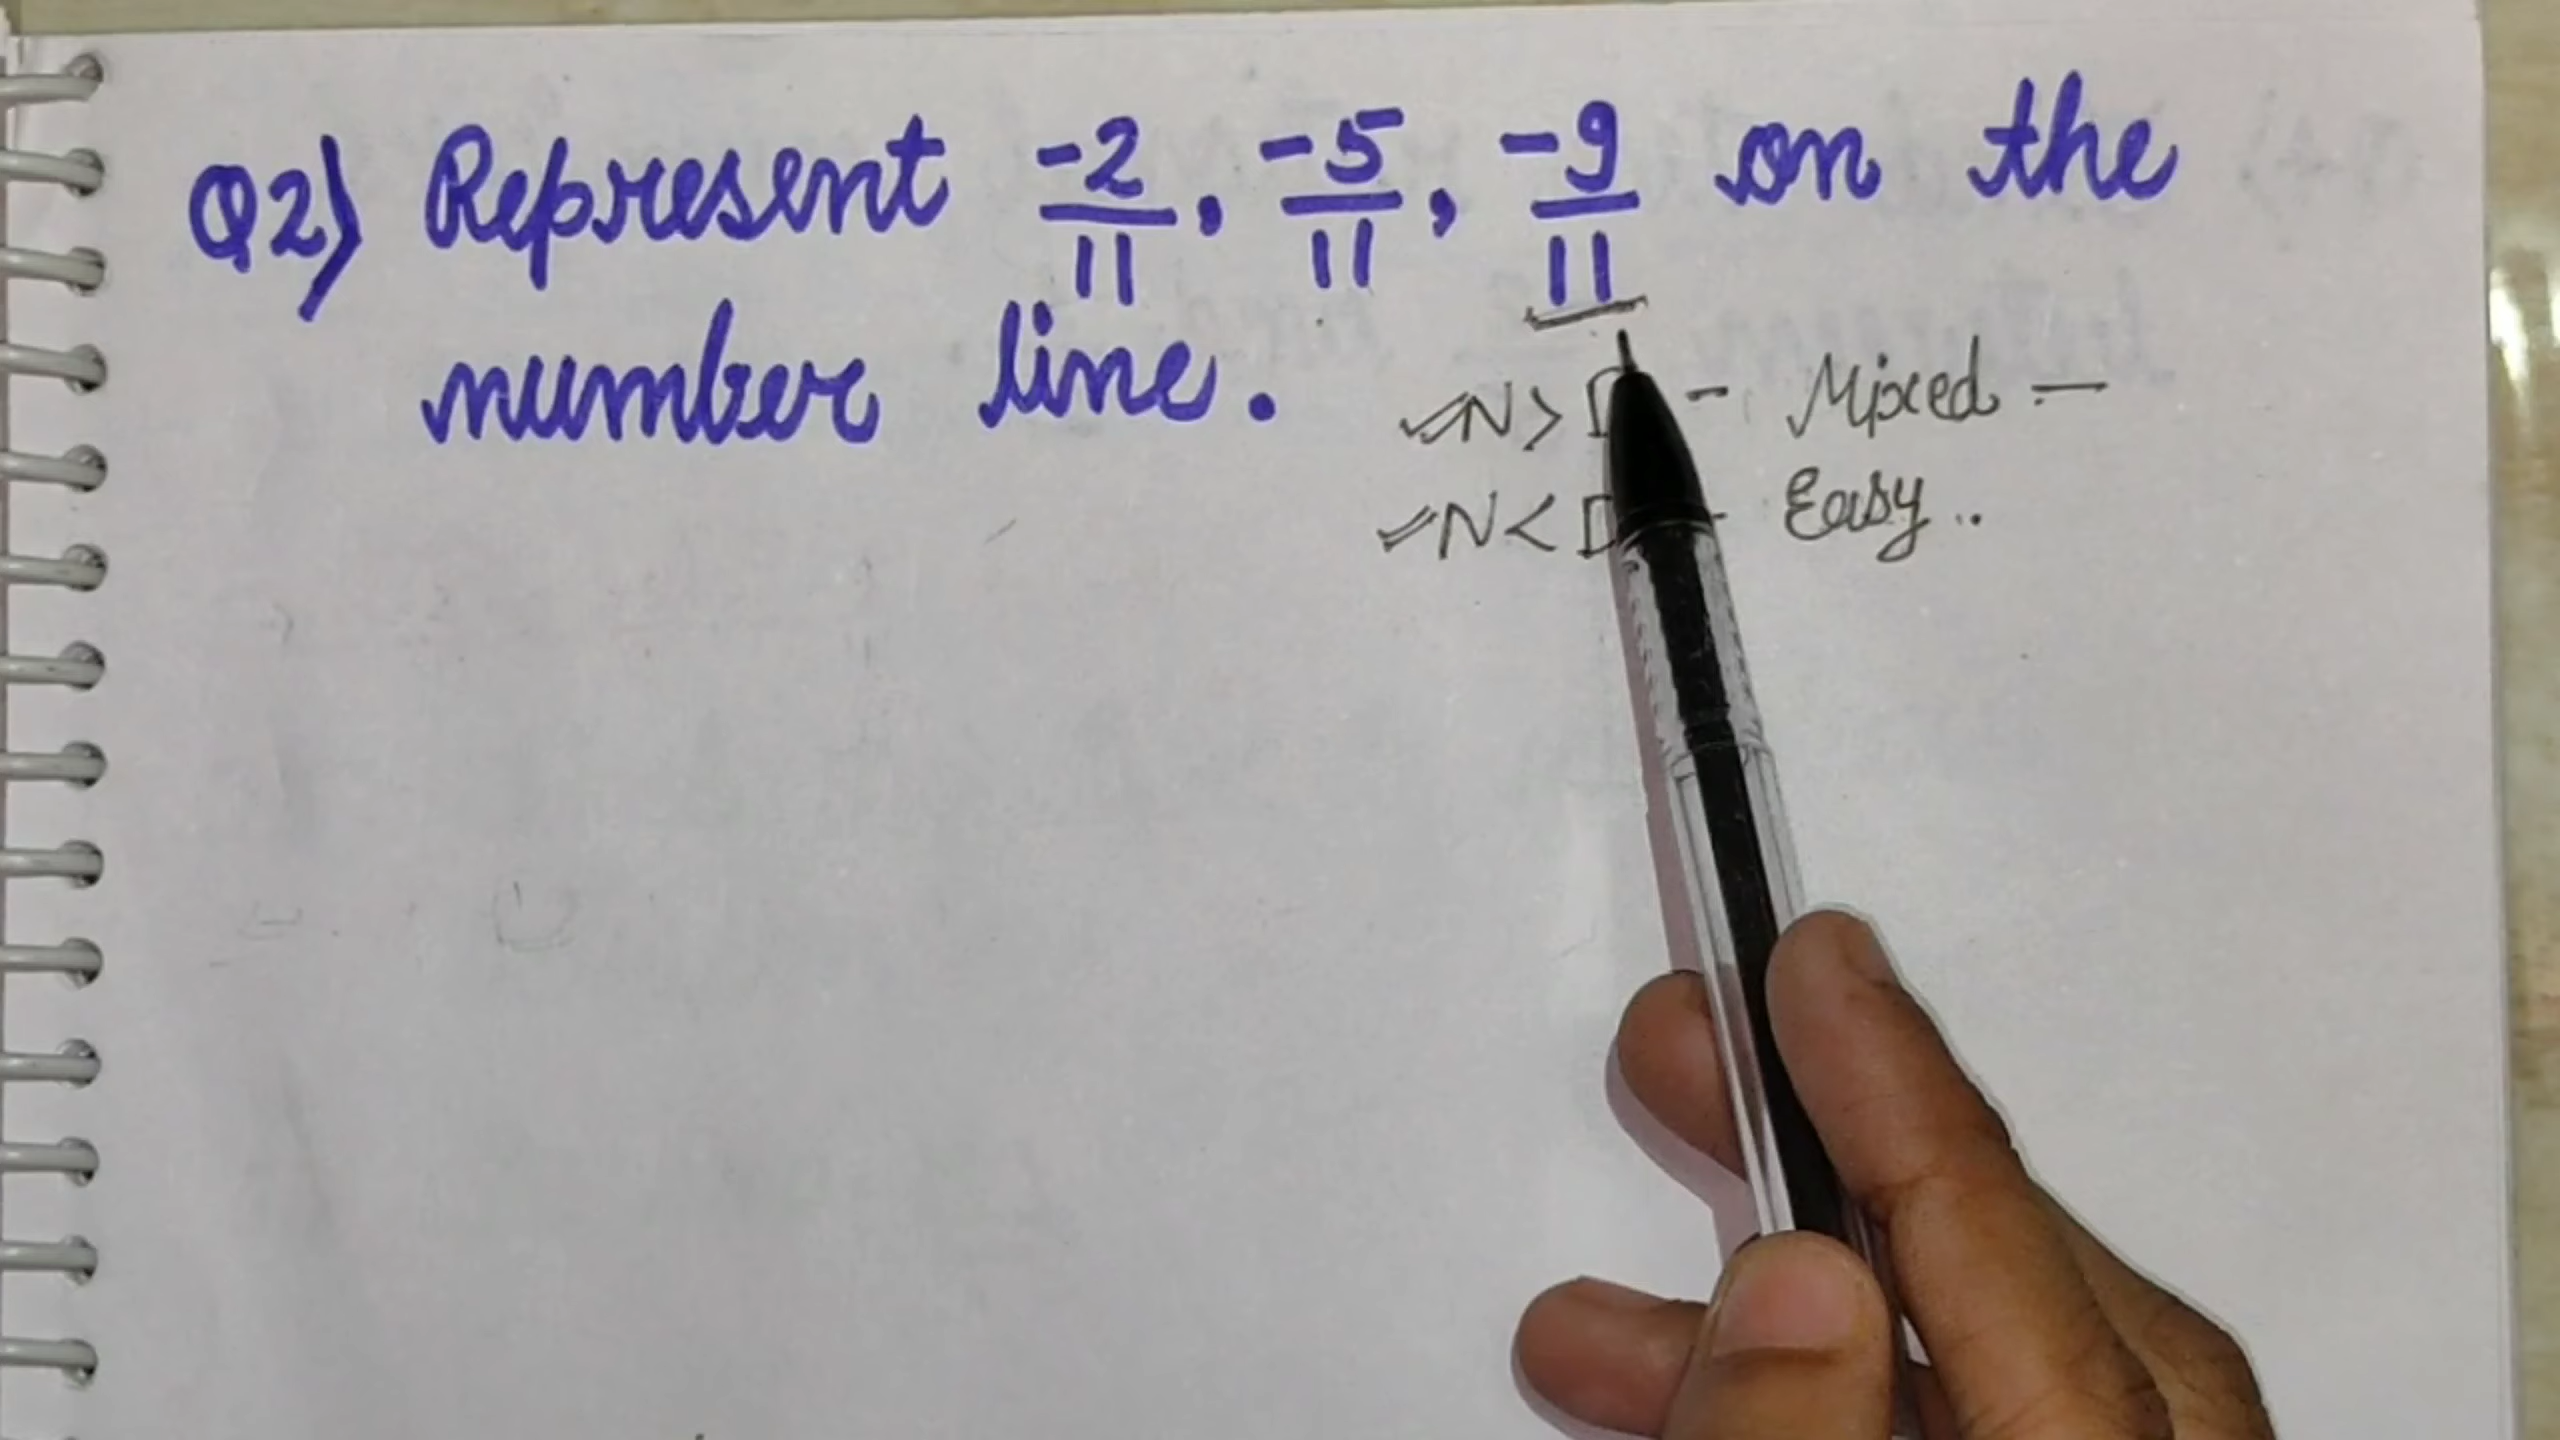 Q2) Represent -2/11, -5/11, -9/11 on the
number line.
N > D - Mixed —
N < D - Easy ..